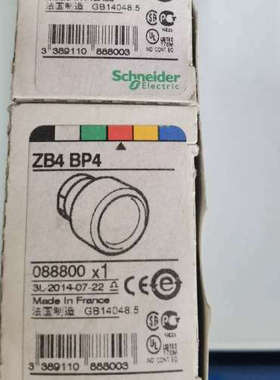 法国制造 GB14048.5
3 389110 888003
Schneider
Electric
ZB4 BP4
088800 x1
3L-2014-07-22
CE
Made in France
法国制造 GB14048.5
3 389110 888003